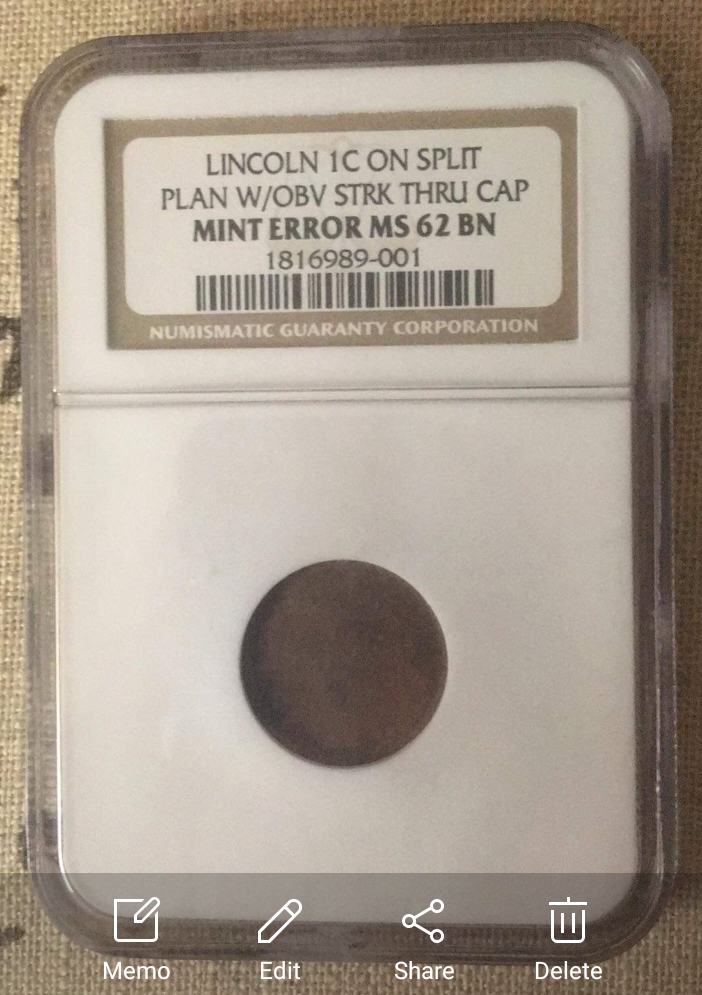 LINCOLN 1C ON SPLIT
PLAN W/OBV STRK THRU CAP
MINT ERROR MS 62 BN
1816989-001
NUMISMATIC GUARANTY CORPORATION
Memo Edit Share Delete